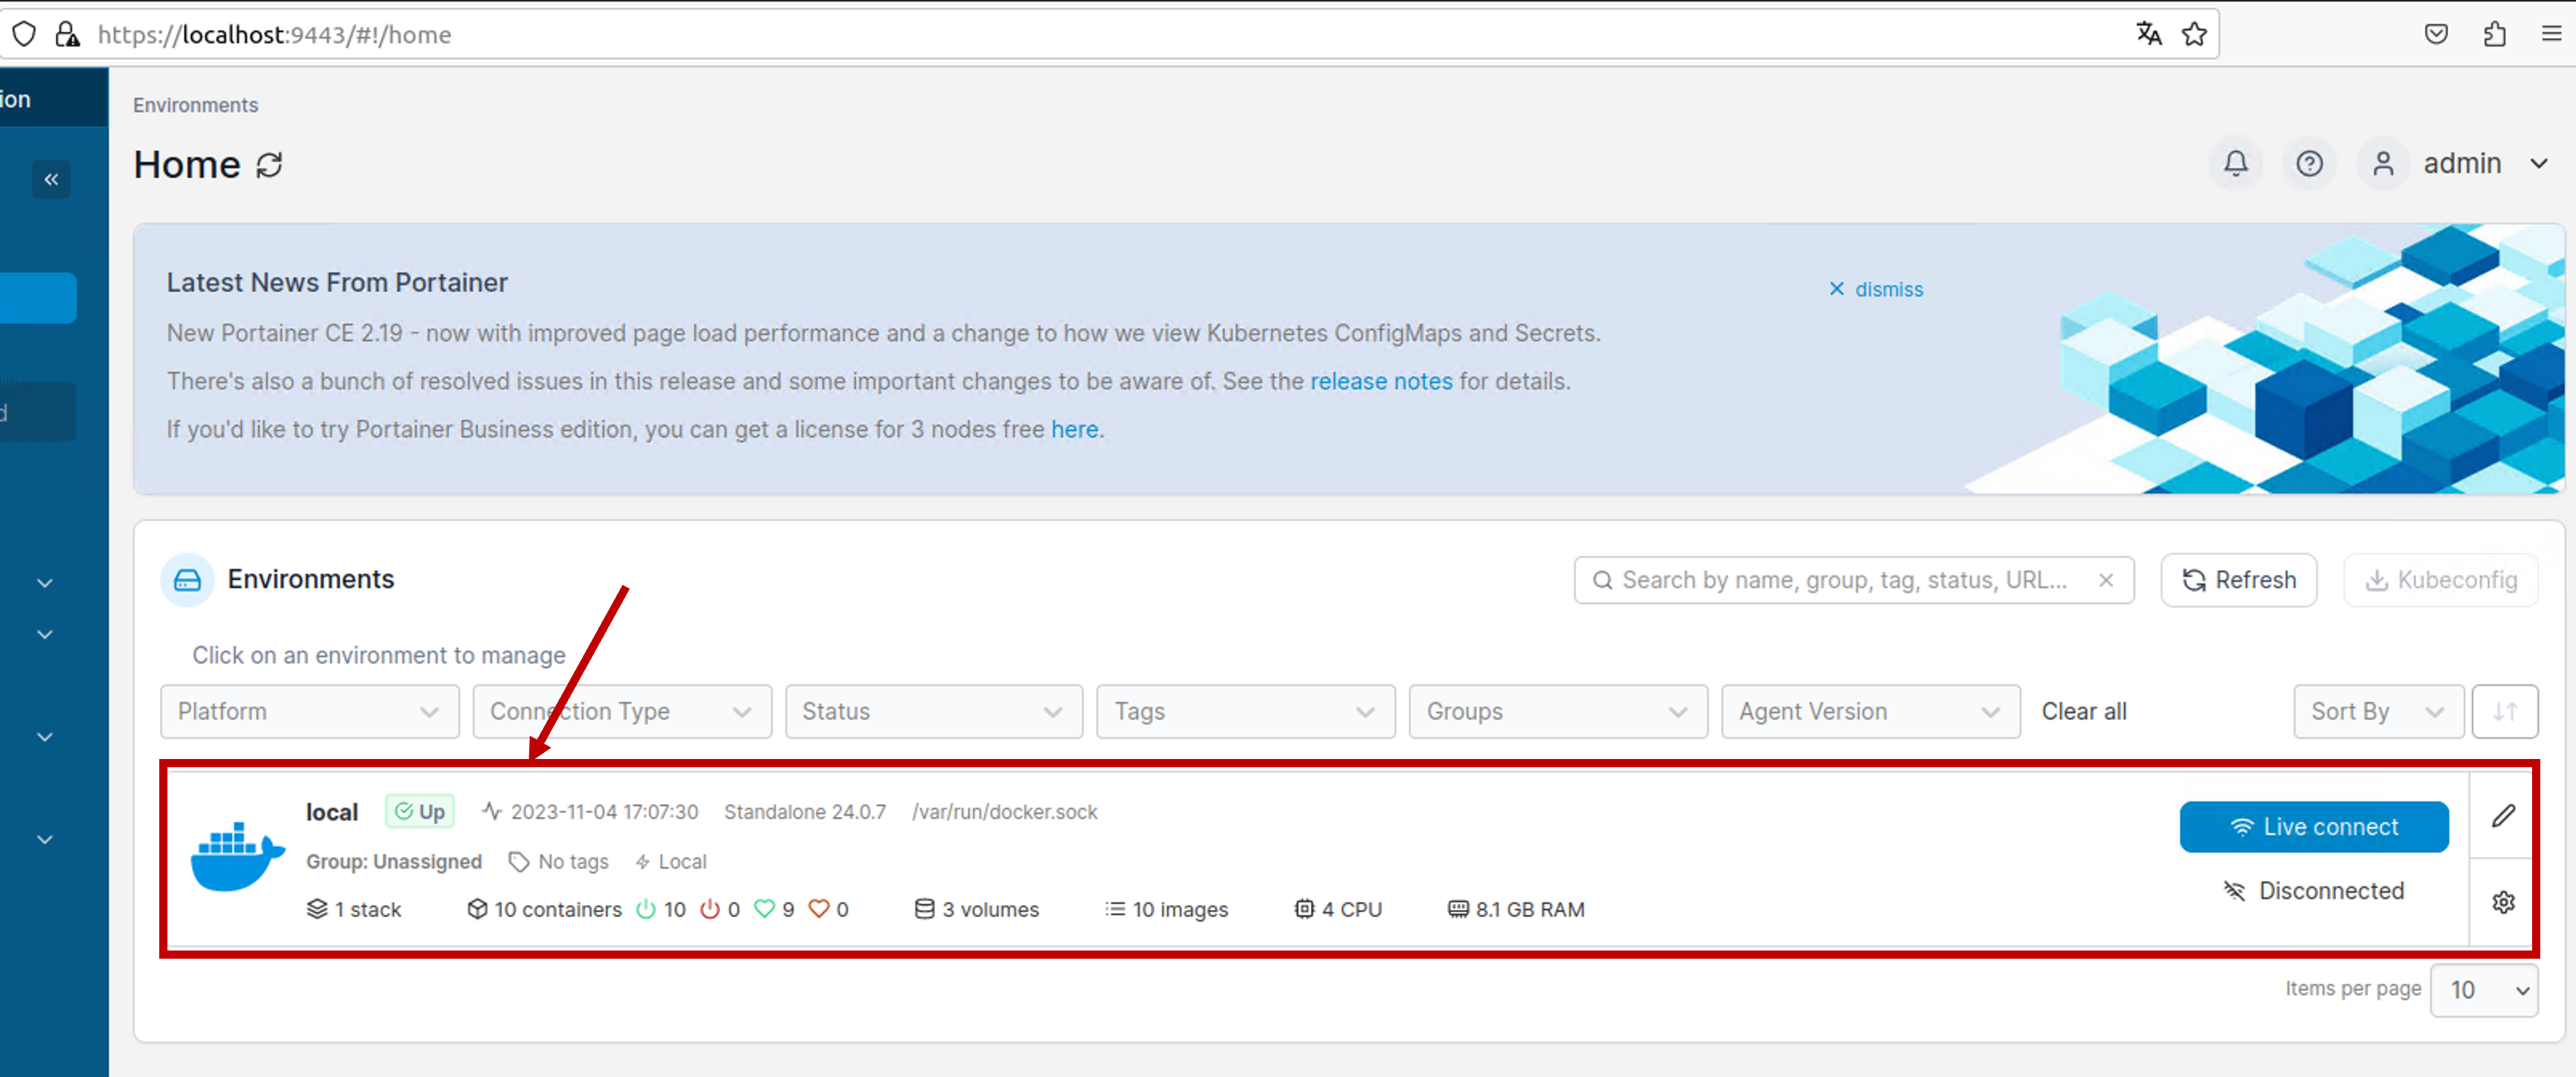 https://localhost:9443/#!/home
ion
Environments
Home
admin
Latest News From Portainer
dismiss
New Portainer CE 2.19 - now with improved page load performance and a change to how we view Kubernetes ConfigMaps and Secrets.
There's also a bunch of resolved issues in this release and some important changes to be aware of. See the release notes for details.
If you'd like to try Portainer Business edition, you can get a license for 3 nodes free here.
d
Environments
Search by name, group, tag, status, URL...
Refresh
Kubeconfig
Click on an environment to manage
Platform
Connection Type
Status
Tags
Groups
Agent Version
Clear all
Sort By
local Up 2023-11-04 17:07:30 Standalone 24.0.7 /var/run/docker.sock
Live connect
Group: Unassigned No tags Local
Disconnected
1 stack 10 containers 10 0 9 0 3 volumes 10 images 4 CPU 8.1 GB RAM
Items per page 10